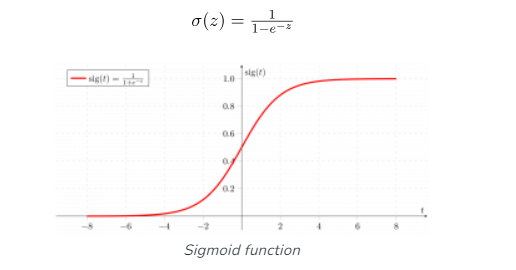 σ(z) = 1/(1−e^−z)
sig(t) = 1/(1+e^−t)
sig(t)
1.0
0.8
0.6
0.4
0.2
t
−8 −6 −4 −2 2 4 6 8
Sigmoid function